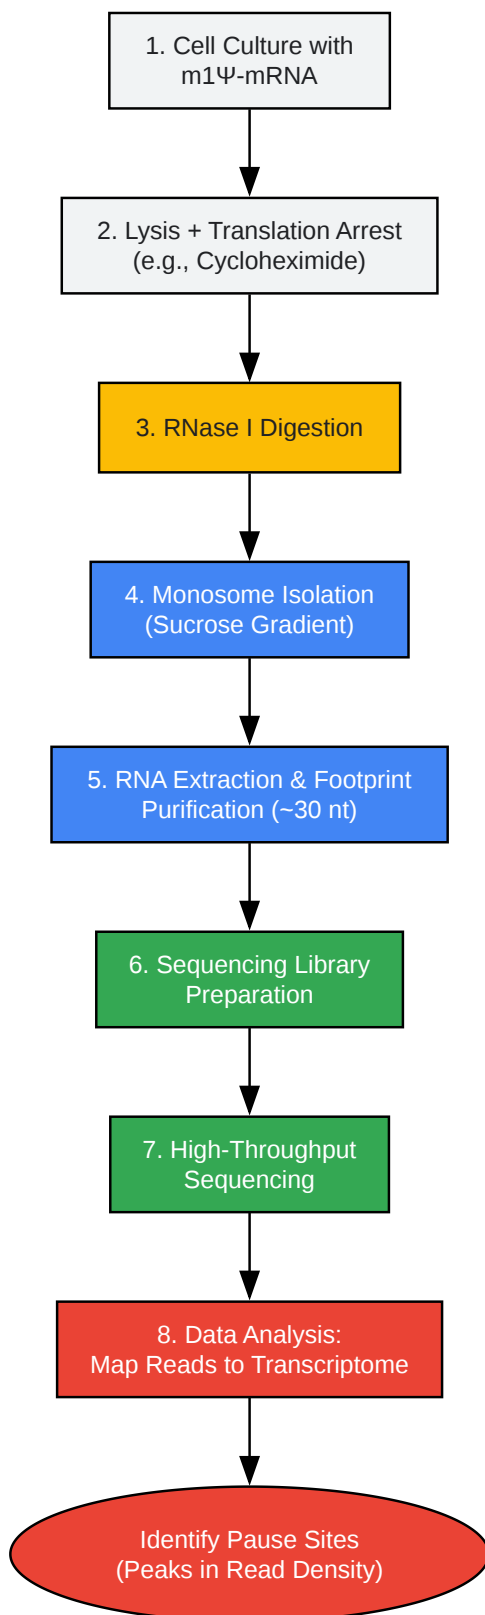 1. Cell Culture with
m1Ψ-mRNA
2. Lysis + Translation Arrest
(e.g., Cycloheximide)
3. RNase I Digestion
4. Monosome Isolation
(Sucrose Gradient)
5. RNA Extraction & Footprint
Purification (~30 nt)
6. Sequencing Library
Preparation
7. High-Throughput
Sequencing
8. Data Analysis:
Map Reads to Transcriptome
Identify Pause Sites
(Peaks in Read Density)